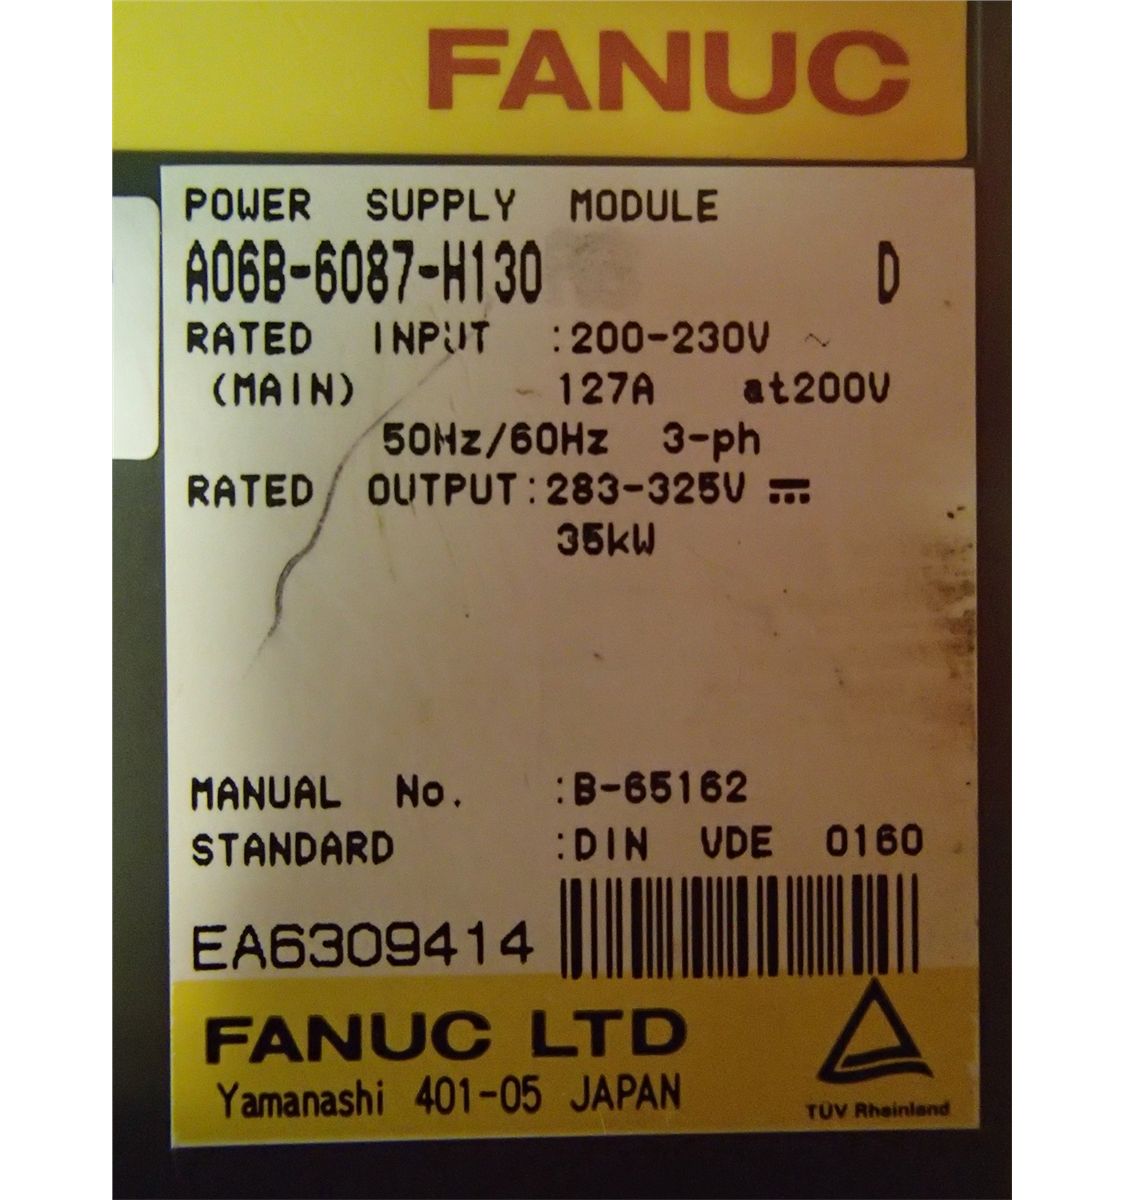 FANUC
POWER SUPPLY MODULE
A06B-6087-H130 D
RATED INPUT :200-230V ~
(MAIN) 127A at200V
50Hz/60Hz 3-ph
RATED OUTPUT:283-325V ⎓
35kW
MANUAL No. :B-65162
STANDARD :DIN VDE 0160
EA6309414
FANUC LTD
Yamanashi 401-05 JAPAN
TÜV Rheinland